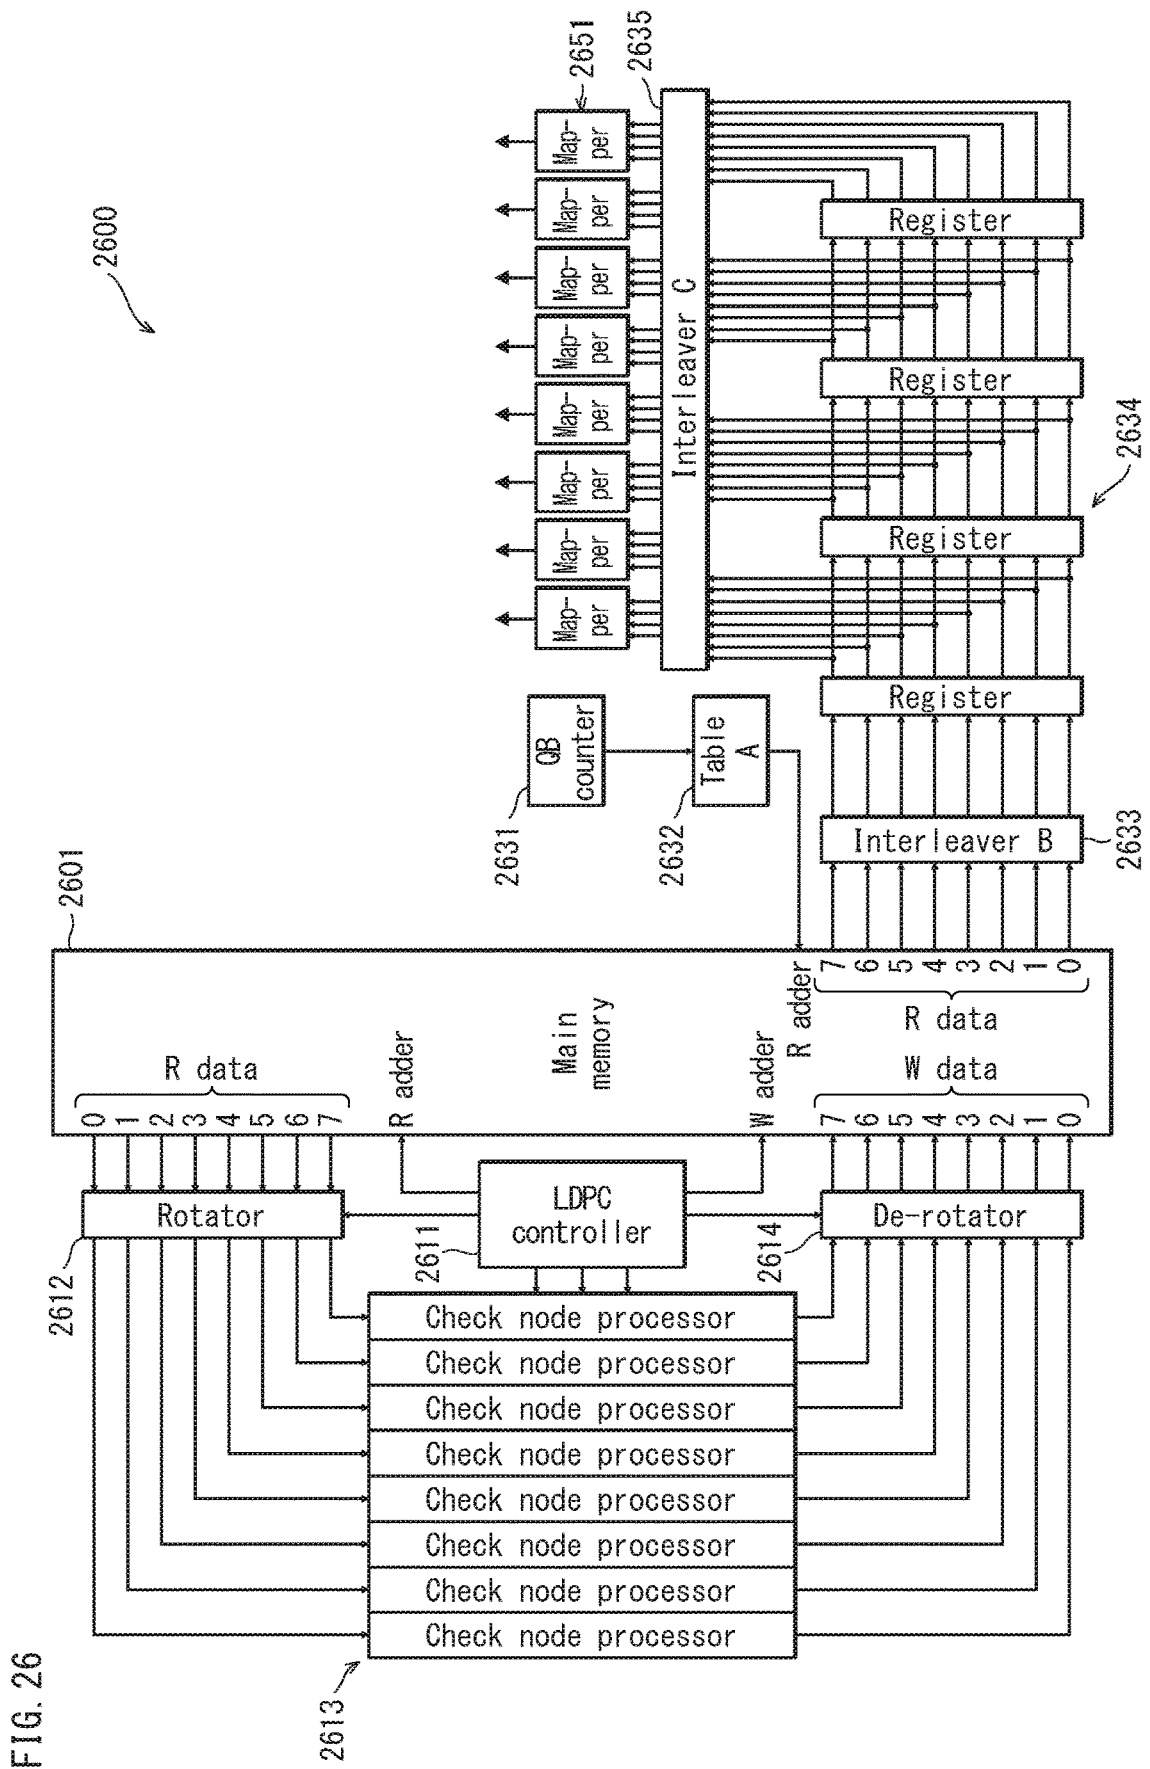 FIG. 26
2600
2613
Check node processor
Check node processor
Check node processor
Check node processor
Check node processor
Check node processor
Check node processor
Check node processor
2612
Rotator
2611
LDPC
controller
2614
De-rotator
2601
0
1
2
3
4
5
6
7
R data
R adder
Main
memory
W adder
7
6
5
4
3
2
1
0
W data
R adder
7
6
5
4
3
2
1
0
R data
2631
QB
counter
2632
Table
A
Interleaver B
2633
Register
Register
Register
Register
2634
Interleaver C
2635
Map-
per
Map-
per
Map-
per
Map-
per
Map-
per
Map-
per
Map-
per
Map-
per
2651